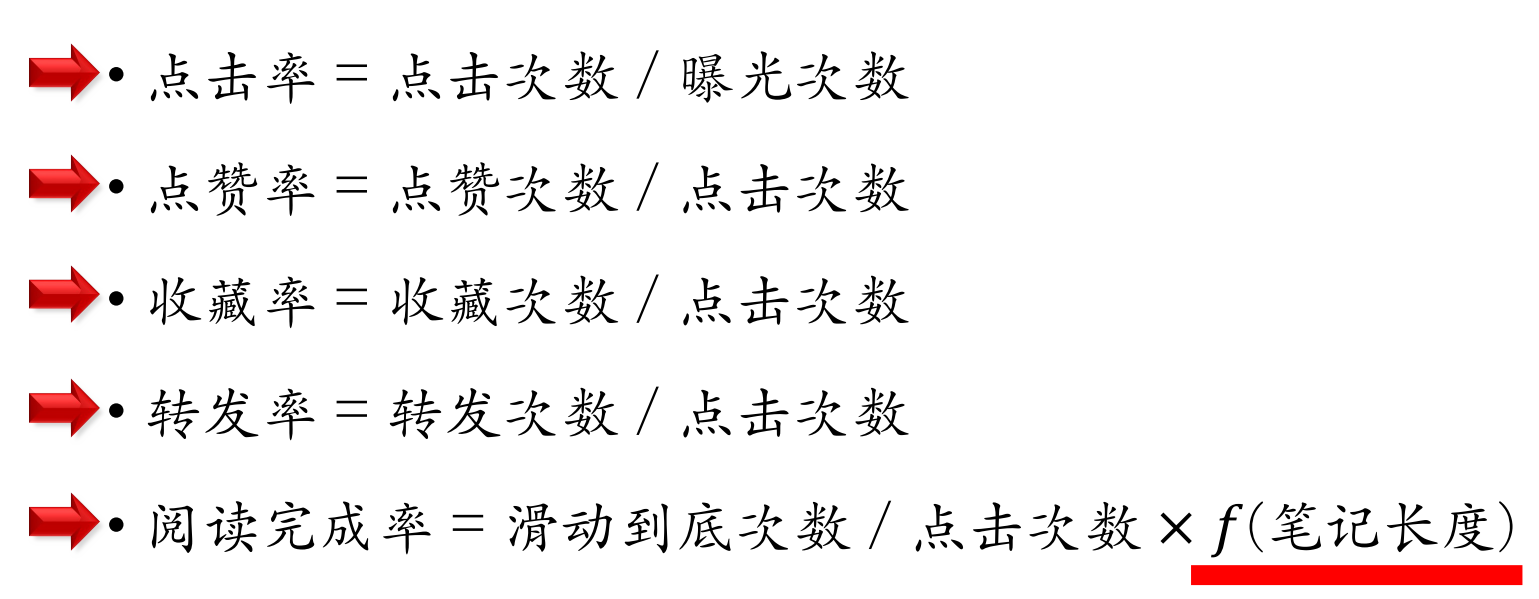 • 点击率 = 点击次数 / 曝光次数
• 点赞率 = 点赞次数 / 点击次数
• 收藏率 = 收藏次数 / 点击次数
• 转发率 = 转发次数 / 点击次数
• 阅读完成率 = 滑动到底次数 / 点击次数 × f(笔记长度)